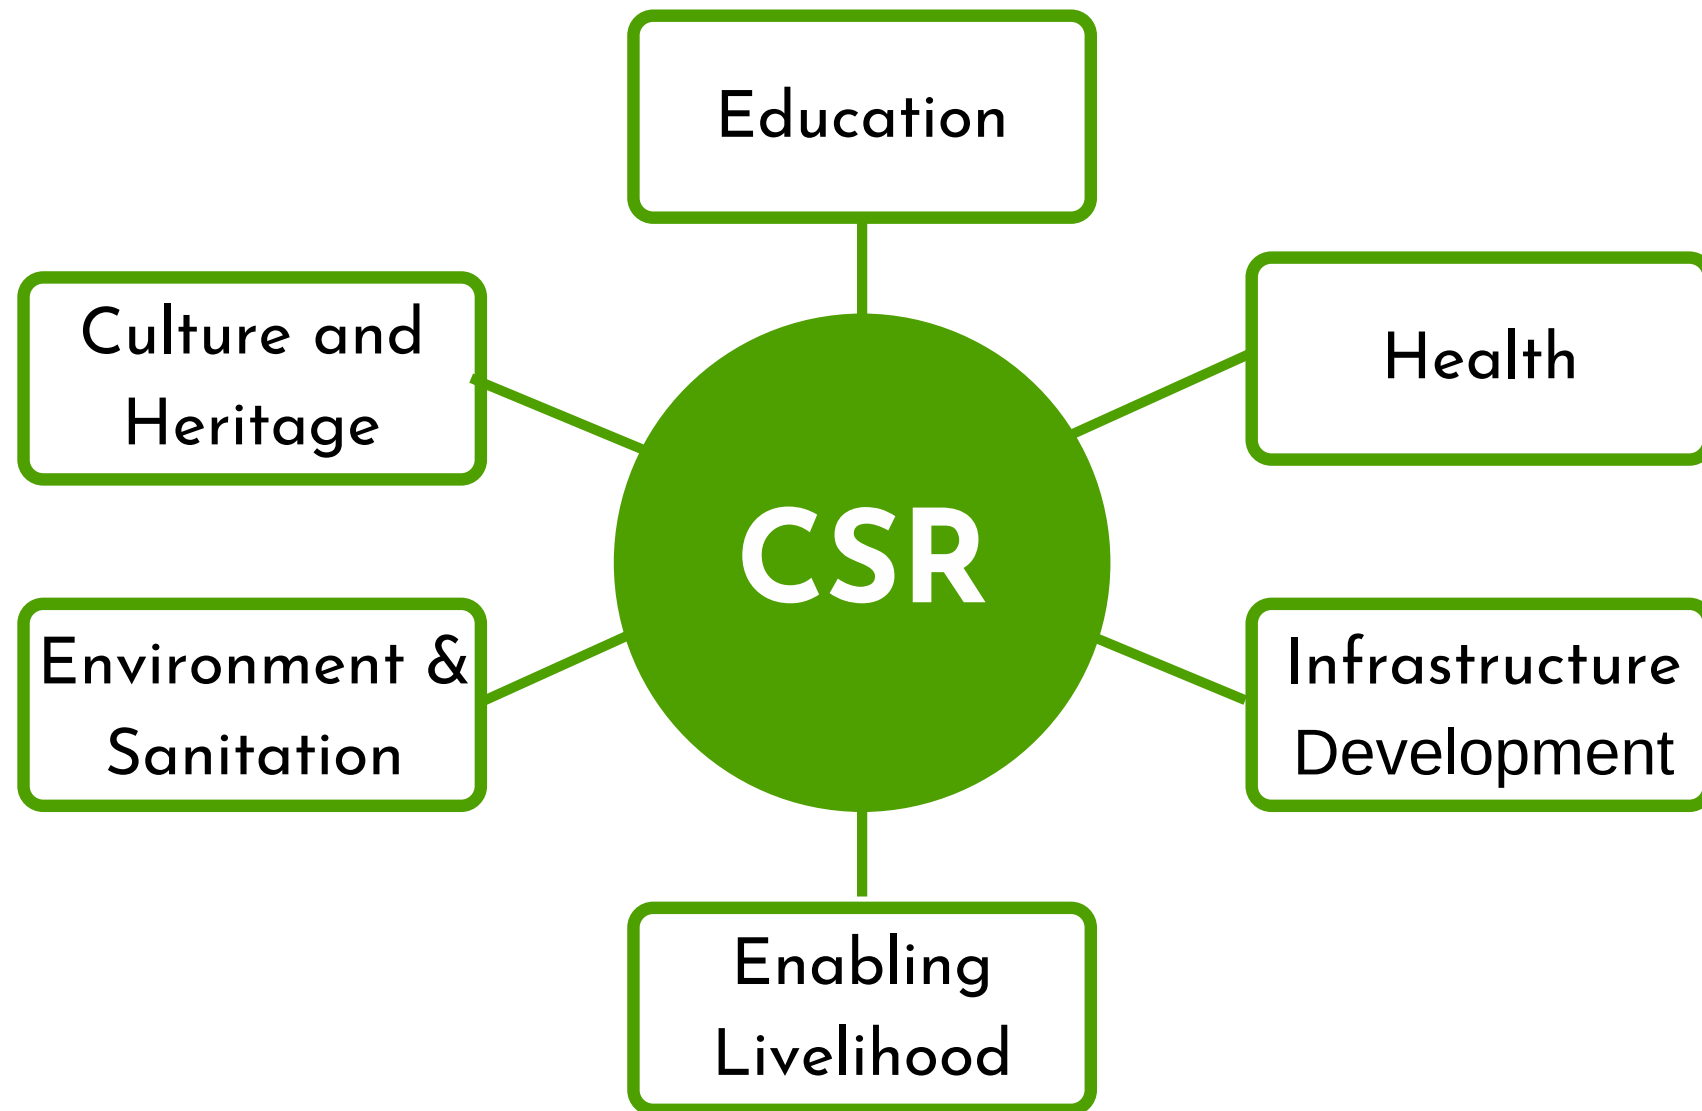 Education
Culture and
Heritage
Health
CSR
Environment &
Sanitation
Infrastructure
Development
Enabling
Livelihood